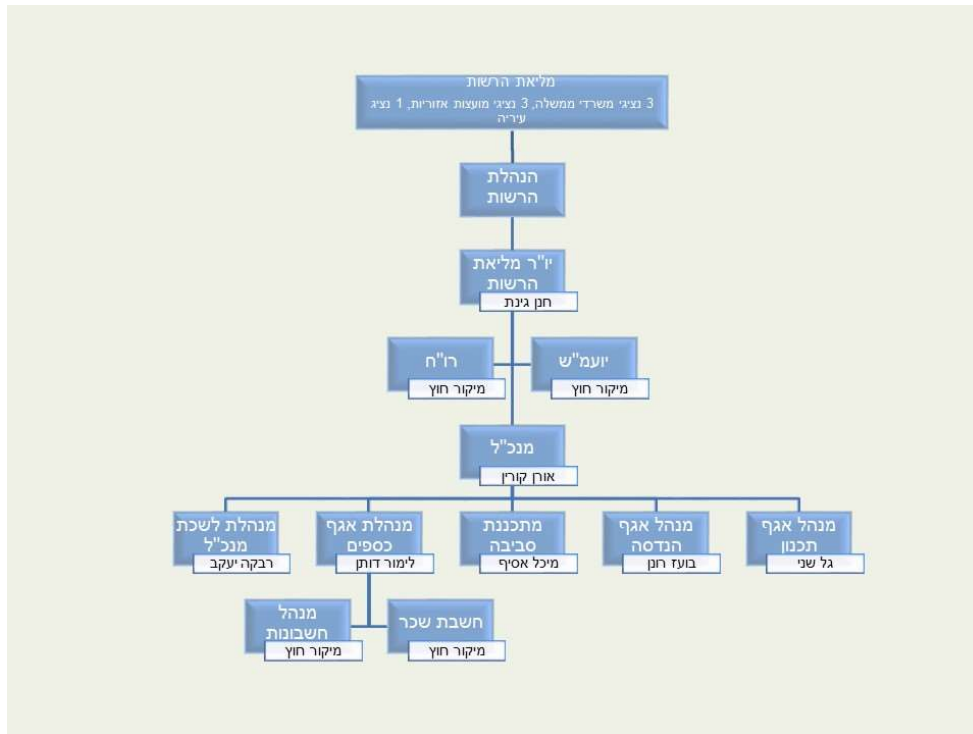 מליאת הרשות
3 נציגי משרדי ממשלה, 3 נציגי מועצות אזוריות, 1 נציג
עיריה
הנהלת
הרשות
יו"ר מליאת
הרשות
חנן גינת
יועמ"ש
מיקור חוץ
רו"ח
מיקור חוץ
מנכ"ל
אורן קורין
מנהל אגף
תכנון
גל שני
מנהל אגף
הנדסה
בועז רונן
מתכננת
סביבה
מיכל אסיף
מנהלת אגף
כספים
לימור דותן
מנהלת לשכת
מנכ"ל
רבקה יעקב
חשבת שכר
מיקור חוץ
מנהל
חשבונות
מיקור חוץ